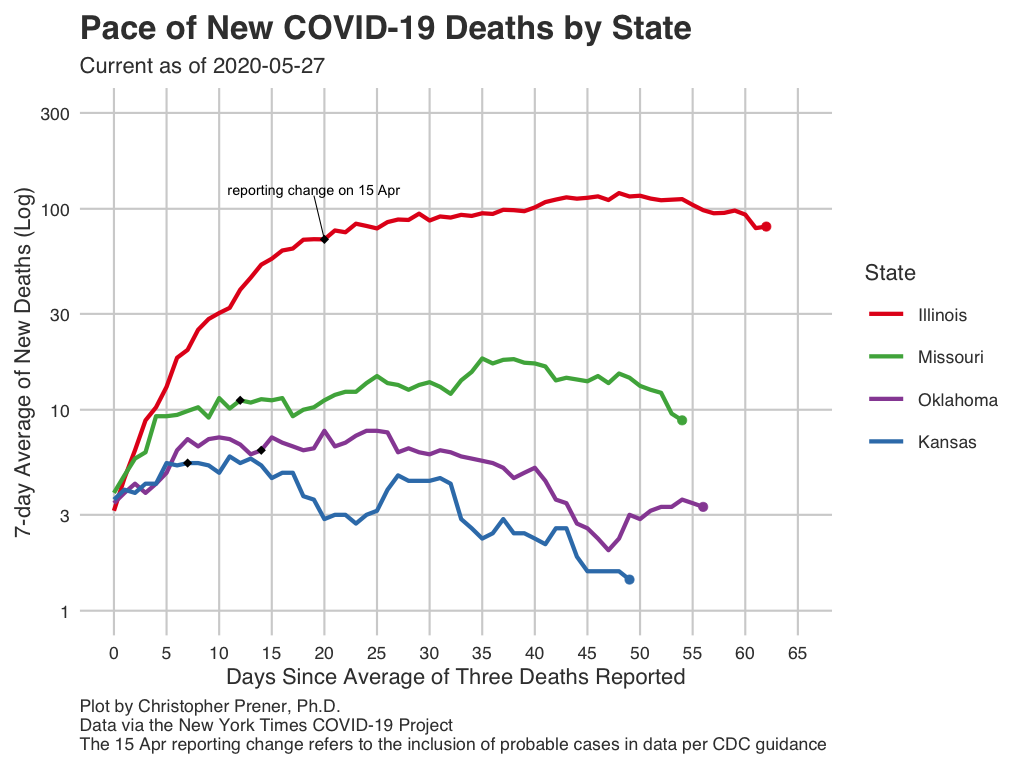 Pace of New COVID-19 Deaths by State
Current as of 2020-05-27
7-day Average of New Deaths (Log)
300
100
30
10
3
1
reporting change on 15 Apr
State
Illinois
Missouri
Oklahoma
Kansas
0 5 10 15 20 25 30 35 40 45 50 55 60 65
Days Since Average of Three Deaths Reported
Plot by Christopher Prener, Ph.D.
Data via the New York Times COVID-19 Project
The 15 Apr reporting change refers to the inclusion of probable cases in data per CDC guidance